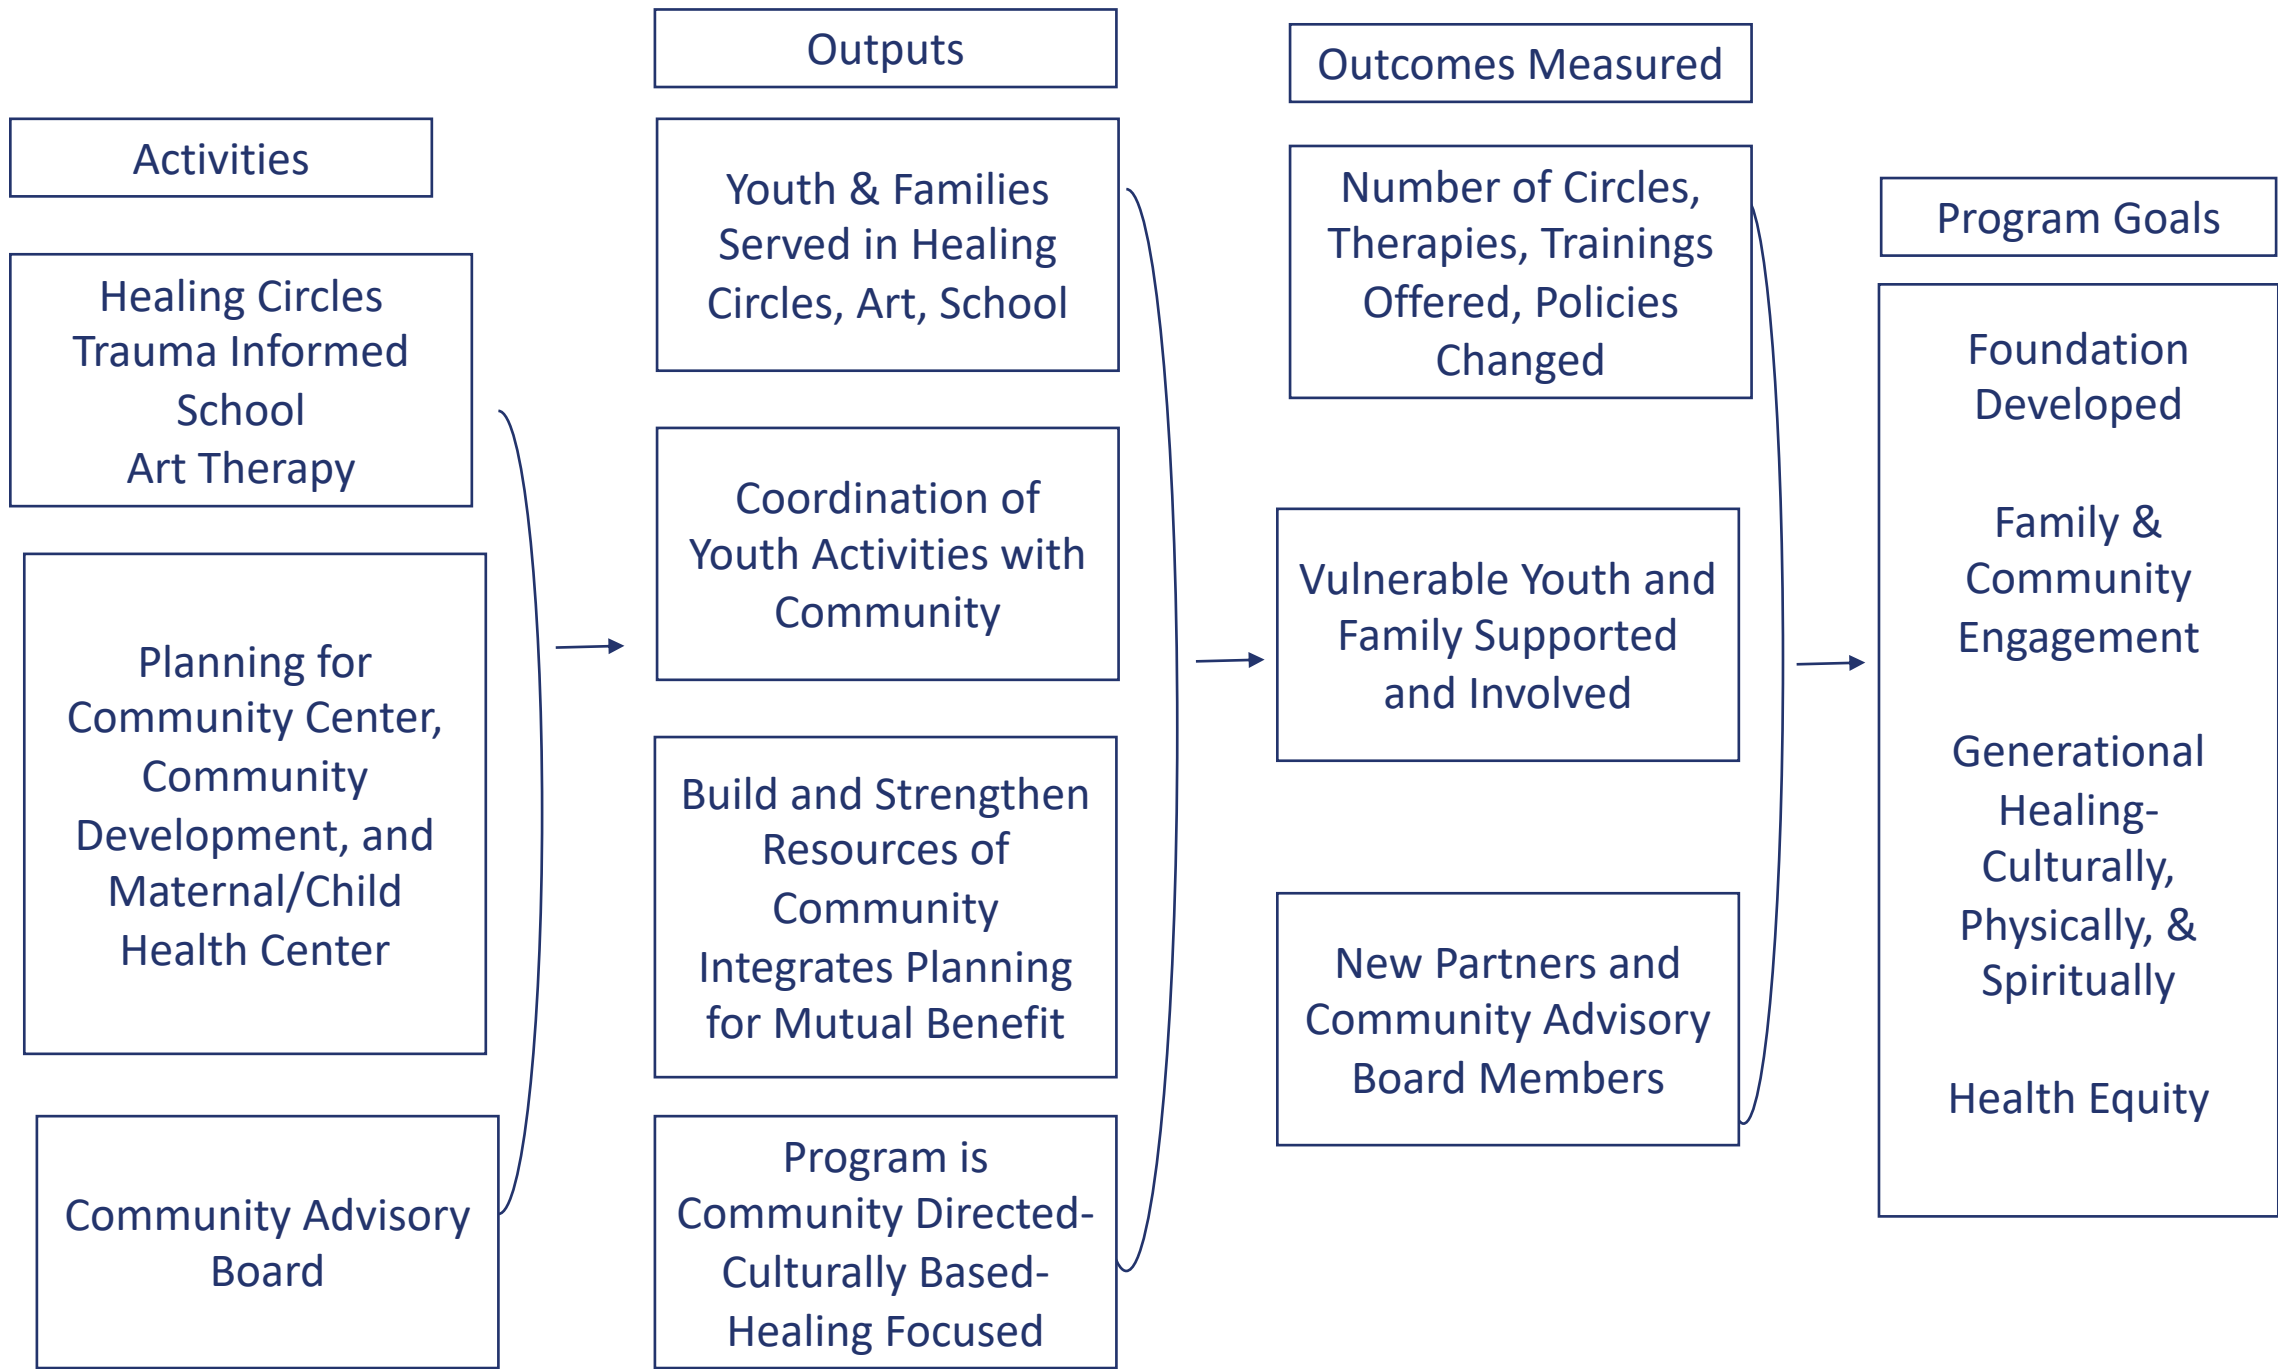 Activities
Healing Circles
Trauma Informed
School
Art Therapy
Planning for
Community Center,
Community
Development, and
Maternal/Child
Health Center
Community Advisory
Board
Outputs
Youth & Families
Served in Healing
Circles, Art, School
Coordination of
Youth Activities with
Community
Build and Strengthen
Resources of
Community
Integrates Planning
for Mutual Benefit
Program is
Community Directed-
Culturally Based-
Healing Focused
Outcomes Measured
Number of Circles,
Therapies, Trainings
Offered, Policies
Changed
Vulnerable Youth and
Family Supported
and Involved
New Partners and
Community Advisory
Board Members
Program Goals
Foundation
Developed
Family &
Community
Engagement
Generational
Healing-
Culturally,
Physically, &
Spiritually
Health Equity